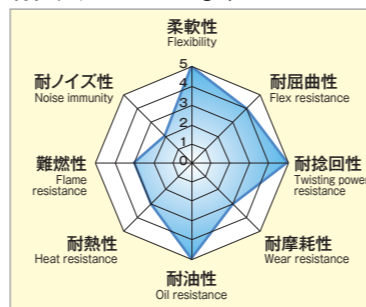 柔軟性
Flexibility
耐ノイズ性
Noise immunity
耐屈曲性
Flex resistance
5
4
3
2
1
0
難燃性
Flame
resistance
耐捻回性
Twisting power
resistance
耐熱性
Heat resistance
耐摩耗性
Wear resistance
耐油性
Oil resistance